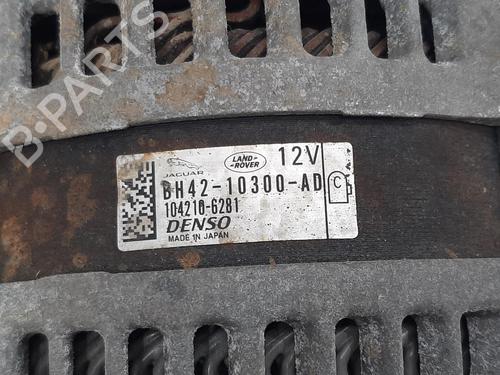 B-PARTS
JAGUAR
LAND ROVER
12V
BH42-10300-AD
C
104210-6281
DENSO
MADE IN JAPAN